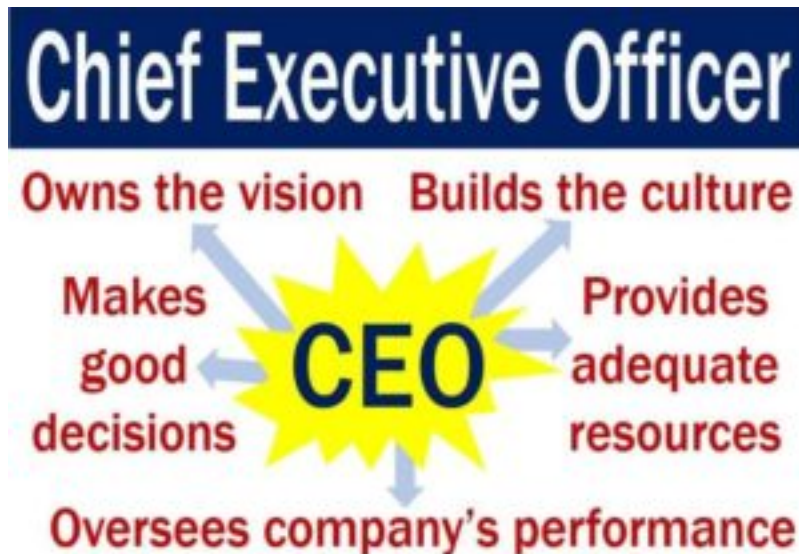 Chief Executive Officer
Owns the vision
Builds the culture
Makes
good
decisions
CEO
Provides
adequate
resources
Oversees company's performance